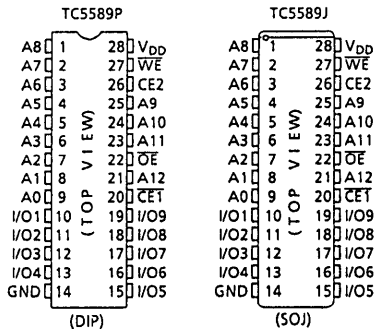 TC5589P
A8 1 28 VDD
A7 2 27 WE
A6 3 26 CE2
A5 4 25 A9
A4 5 24 A10
A3 6 23 A11
A2 7 22 OE
A1 8 21 A12
A0 9 20 CE1
I/O1 10 19 I/O9
I/O2 11 18 I/O8
I/O3 12 17 I/O7
I/O4 13 16 I/O6
GND 14 15 I/O5
(TOP VIEW)
(DIP)
TC5589J
A8 1 28 VDD
A7 2 27 WE
A6 3 26 CE2
A5 4 25 A9
A4 5 24 A10
A3 6 23 A11
A2 7 22 OE
A1 8 21 A12
A0 9 20 CE1
I/O1 10 19 I/O9
I/O2 11 18 I/O8
I/O3 12 17 I/O7
I/O4 13 16 I/O6
GND 14 15 I/O5
(TOP VIEW)
(SOJ)